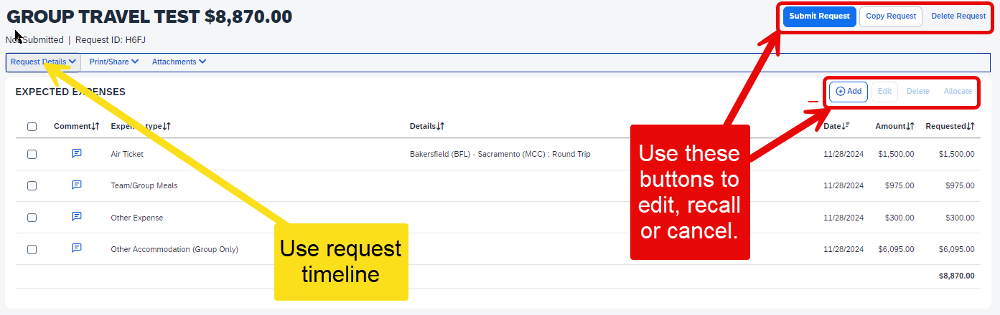 GROUP TRAVEL TEST $8,870.00
Submit Request Copy Request Delete Request
Not Submitted | Request ID: H6FJ
Request Details Print/Share Attachments
EXPECTED EXPENSES
Add Edit Delete Allocate
Comment Expense type Details Date Amount Requested
Air Ticket Bakersfield (BFL) - Sacramento (MCC) : Round Trip 11/28/2024 $1,500.00 $1,500.00
Team/Group Meals 11/28/2024 $975.00 $975.00
Other Expense 11/28/2024 $300.00 $300.00
Other Accommodation (Group Only) 11/28/2024 $6,095.00 $6,095.00
$8,870.00
Use these
buttons to
edit, recall
or cancel.
Use request
timeline